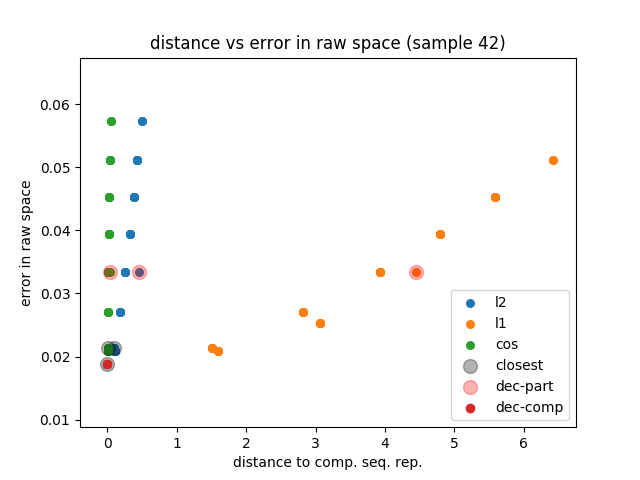 distance vs error in raw space (sample 42)
error in raw space
0.06
0.05
0.04
0.03
0.02
0.01
l2
l1
cos
closest
dec-part
dec-comp
0 1 2 3 4 5 6
distance to comp. seq. rep.